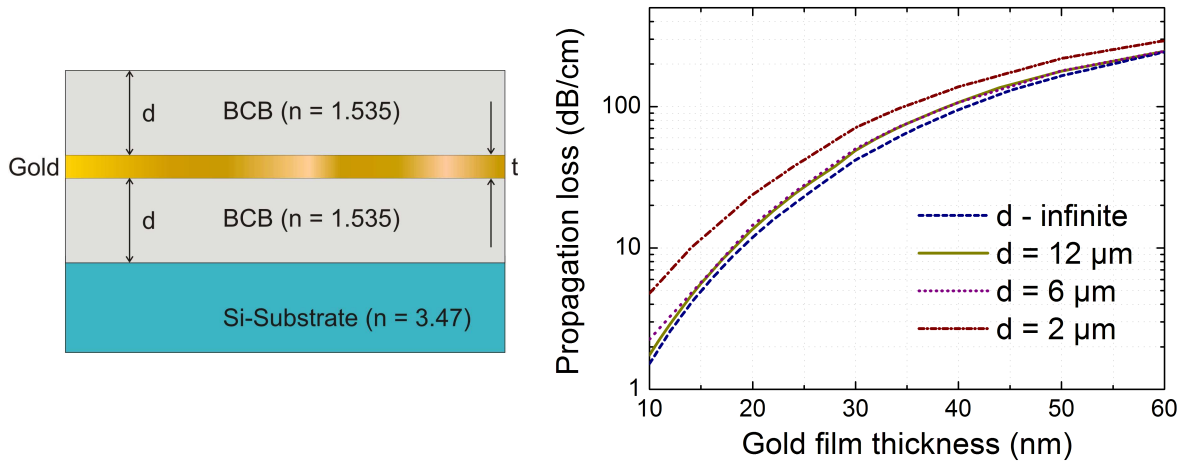 d
BCB (n = 1.535)
Gold
t
d
BCB (n = 1.535)
Si-Substrate (n = 3.47)
Propagation loss (dB/cm)
100
10
1
d - infinite
d = 12 µm
d = 6 µm
d = 2 µm
10 20 30 40 50 60
Gold film thickness (nm)